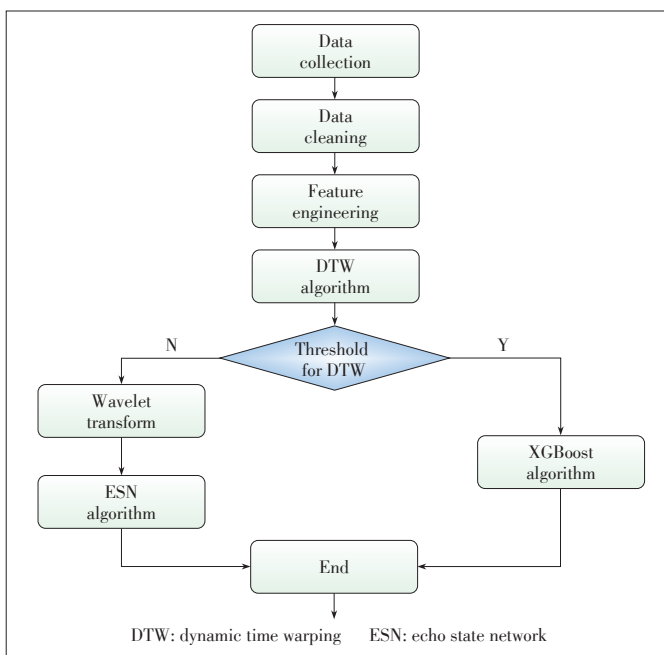 Data
collection
Data
cleaning
Feature
engineering
DTW
algorithm
Threshold
for DTW
N
Y
Wavelet
transform
XGBoost
algorithm
ESN
algorithm
End
DTW: dynamic time warping ESN: echo state network